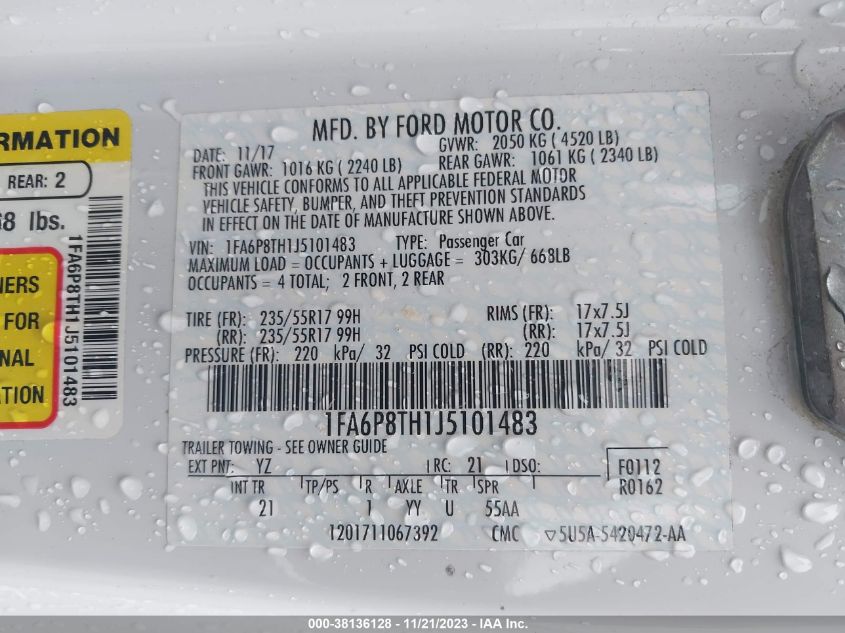 RMATION
REAR: 2
8 lbs.
NERS
FOR
NAL
ATION
1FA6P8TH1J5101483
MFD. BY FORD MOTOR CO.
DATE: 11/17 GVWR: 2050 KG ( 4520 LB)
FRONT GAWR: 1016 KG ( 2240 LB) REAR GAWR: 1061 KG ( 2340 LB)
THIS VEHICLE CONFORMS TO ALL APPLICABLE FEDERAL MOTOR
VEHICLE SAFETY, BUMPER, AND THEFT PREVENTION STANDARDS
IN EFFECT ON THE DATE OF MANUFACTURE SHOWN ABOVE.
VIN: 1FA6P8TH1J5101483 TYPE: Passenger Car
MAXIMUM LOAD = OCCUPANTS + LUGGAGE = 303KG/ 668LB
OCCUPANTS = 4 TOTAL; 2 FRONT, 2 REAR
TIRE (FR): 235/55R17 99H RIMS (FR): 17x7.5J
(RR): 235/55R17 99H (RR): 17x7.5J
PRESSURE (FR): 220 kPa/ 32 PSI COLD (RR): 220 kPa/ 32 PSI COLD
1FA6P8TH1J5101483
TRAILER TOWING - SEE OWNER GUIDE
EXT PNT: YZ RC: 21 DSO: F0112
INT TR TP/PS R AXLE TR SPR R0162
21 1 YY U 55AA
1201711067392 CMC ▽5U5A-5420472-AA
000-38136128 - 11/21/2023 - IAA Inc.